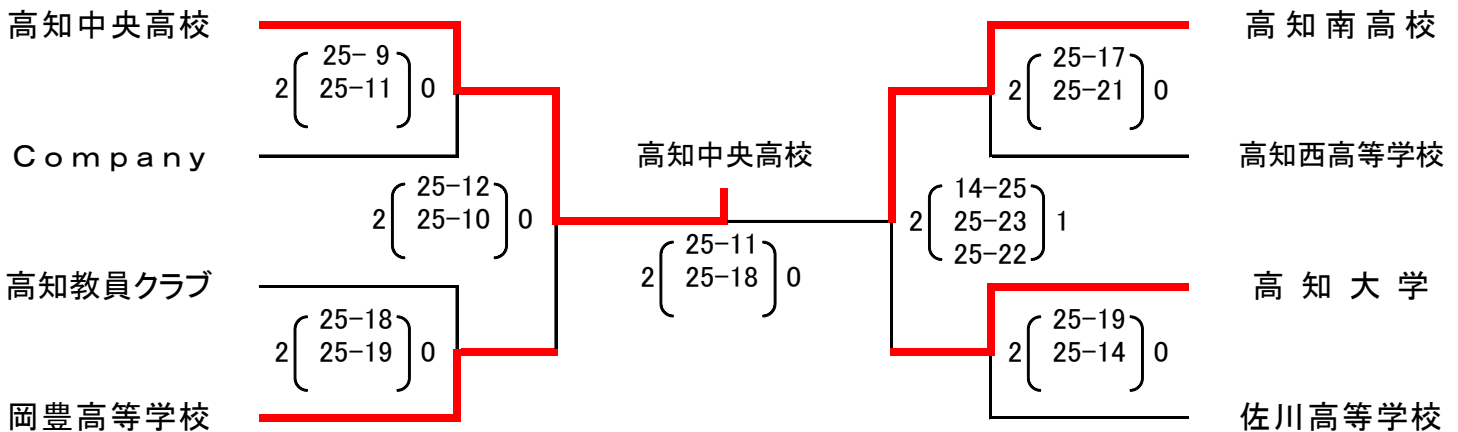 高知中央高校
高知南高校
25- 9
2 25-11 0
25-17
2 25-21 0
Company
高知中央高校
高知西高等学校
25-12
2 25-10 0
14-25
2 25-23 1
25-22
25-11
2 25-18 0
高知教員クラブ
高知大学
25-18
2 25-19 0
25-19
2 25-14 0
岡豊高等学校
佐川高等学校